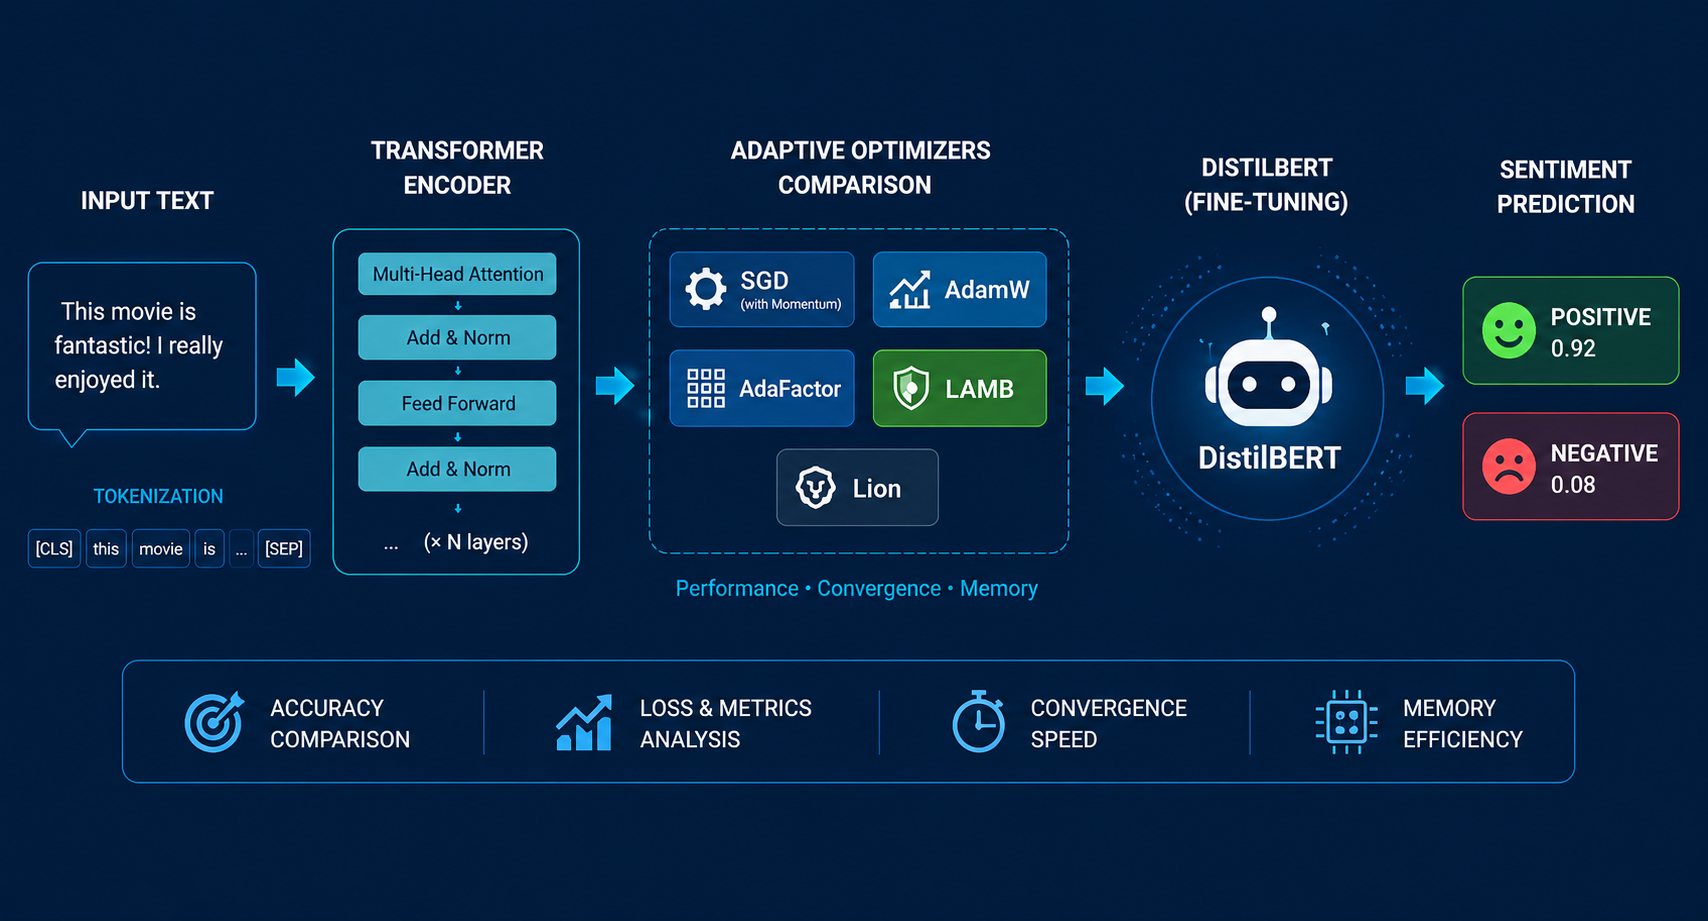 INPUT TEXT
This movie is
fantastic! I really
enjoyed it.
TOKENIZATION
[CLS] this movie is ... [SEP]
TRANSFORMER
ENCODER
Multi-Head Attention
Add & Norm
Feed Forward
Add & Norm
... (× N layers)
ADAPTIVE OPTIMIZERS
COMPARISON
SGD
(with Momentum)
AdamW
AdaFactor
LAMB
Lion
Performance • Convergence • Memory
DISTILBERT
(FINE-TUNING)
DistilBERT
SENTIMENT
PREDICTION
POSITIVE
0.92
NEGATIVE
0.08
ACCURACY
COMPARISON
LOSS & METRICS
ANALYSIS
CONVERGENCE
SPEED
MEMORY
EFFICIENCY